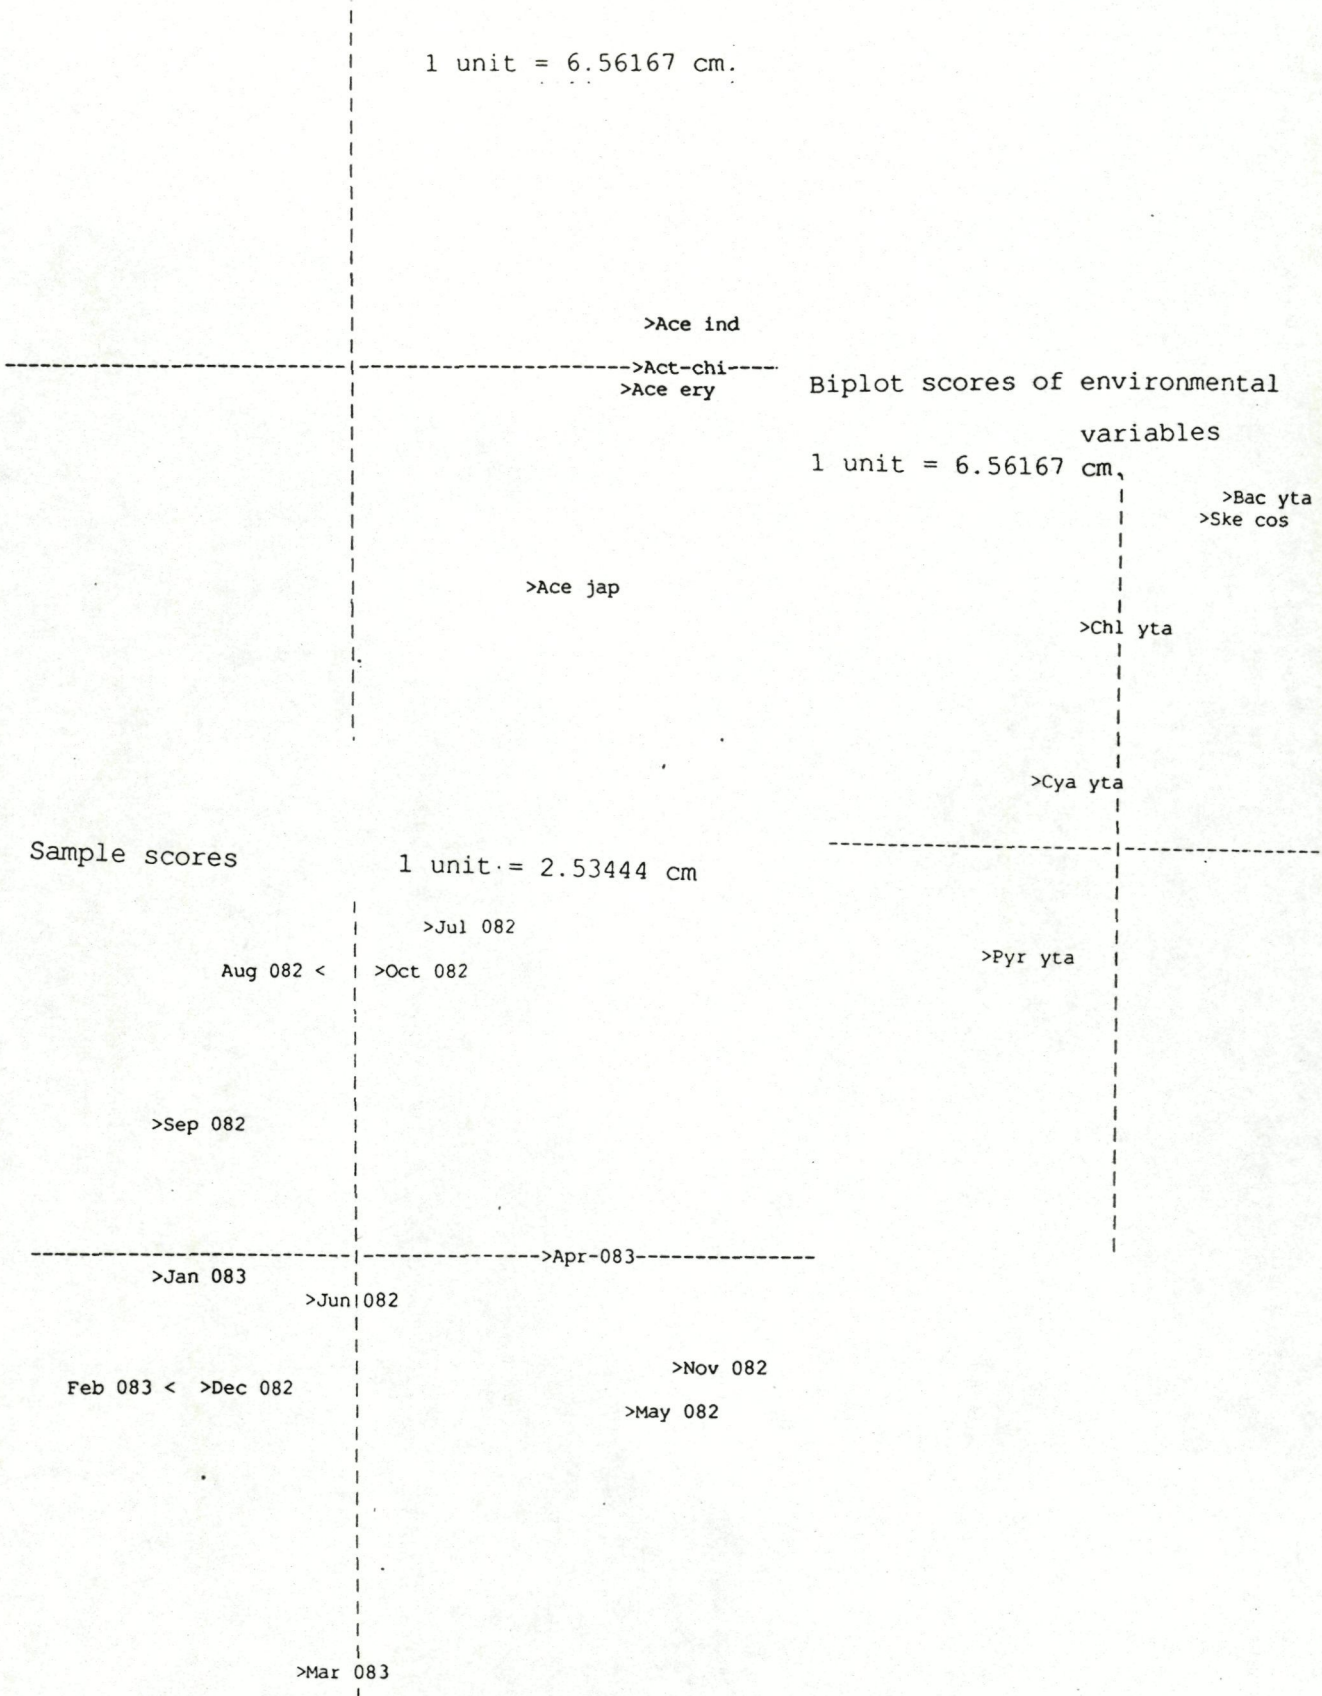 1 unit = 6.56167 cm.
>Ace ind
>Act-chi
>Ace ery
>Ace jap
Biplot scores of environmental
variables
1 unit = 6.56167 cm.
>Bac yta
>Ske cos
>Chl yta
>Cya yta
>Pyr yta
Sample scores
1 unit = 2.53444 cm
>Jul 082
Aug 082 < >Oct 082
>Sep 082
>Apr-083
>Jan 083
>Jun 082
>Nov 082
Feb 083 < >Dec 082
>May 082
>Mar 083